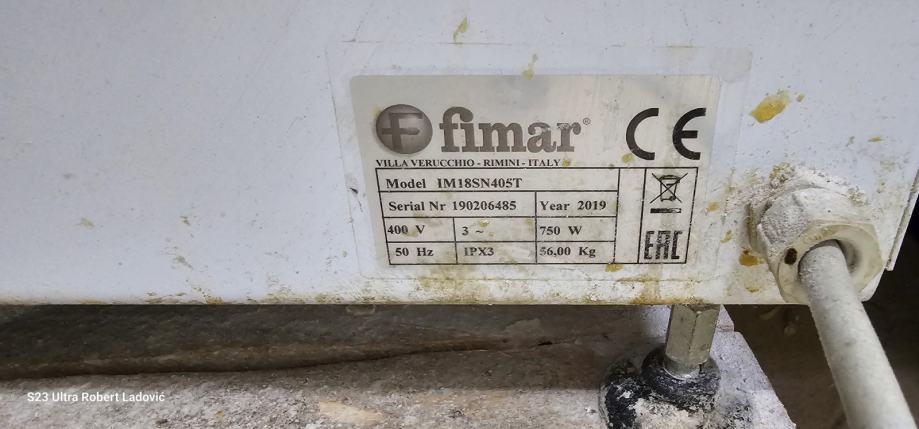 fimar®
CE
VILLA VERUCCHIO - RIMINI - ITALY
Model IM18SN405T
Serial Nr 190206485 Year 2019
400 V 3 ~ 750 W
50 Hz IPX3 56,00 Kg
EAC
S23 Ultra Robert Ladović